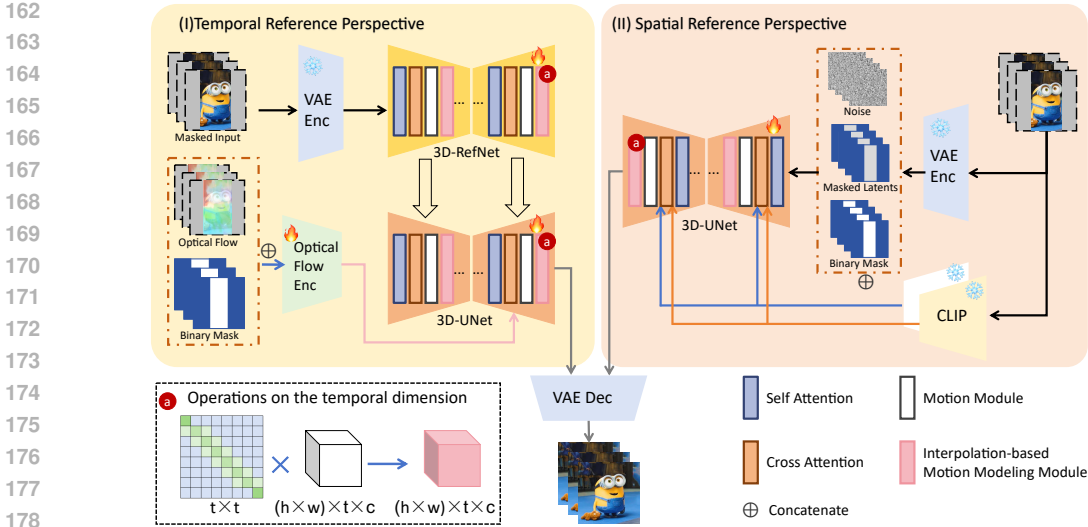 162
163
164
165
166
167
168
169
170
171
172
173
174
175
176
177
178
(I)Temporal Reference Perspective
Masked Input
VAE
Enc
3D-RefNet
a
Optical Flow
Binary Mask
⊕
Optical
Flow
Enc
3D-UNet
a
(II) Spatial Reference Perspective
a
3D-UNet
Noise
Masked Latents
Binary Mask
⊕
VAE
Enc
CLIP
VAE Dec
a Operations on the temporal dimension
t×t
×
(h×w)×t×c
(h×w)×t×c
Self Attention
Motion Module
Cross Attention
Interpolation-based
Motion Modeling Module
⊕ Concatenate